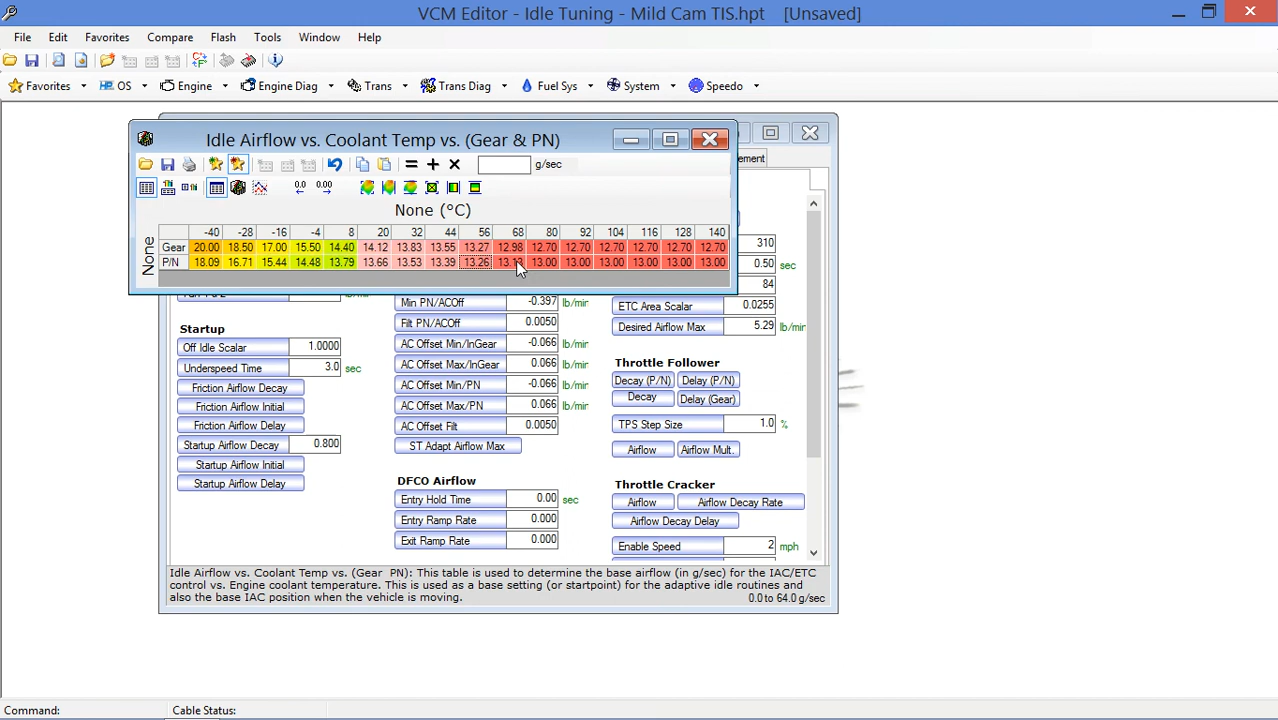 VCM Editor - Idle Tuning - Mild Cam TIS.hpt [Unsaved]
File Edit Favorites Compare Flash Tools Window Help
Favorites OS Engine Engine Diag Trans Trans Diag Fuel Sys System Speedo
Idle Airflow vs. Coolant Temp vs. (Gear & PN)
g/sec
None (°C)
None
-40 -28 -16 -4 8 20 32 44 56 68 80 92 104 116 128 140
Gear 20.00 18.50 17.00 15.50 14.40 14.12 13.83 13.55 13.27 12.98 12.70 12.70 12.70 12.70 12.70 12.70
P/N 18.09 16.71 15.44 14.48 13.79 13.66 13.53 13.39 13.26 13.00 13.00 13.00 13.00 13.00 13.00
310
0.50 sec
84
Min PN/ACOff -0.397 lb/min
ETC Area Scalar 0.0255
Filt PN/ACOff 0.0050
Desired Airflow Max 5.29 lb/min
Startup
Off Idle Scalar 1.0000
Underspeed Time 3.0 sec
Friction Airflow Decay
Friction Airflow Initial
Friction Airflow Delay
Startup Airflow Decay 0.800
Startup Airflow Initial
Startup Airflow Delay
AC Offset Min/InGear -0.066 lb/min
AC Offset Max/InGear 0.066 lb/min
AC Offset Min/PN -0.066 lb/min
AC Offset Max/PN 0.066 lb/min
AC Offset Filt 0.0050
ST Adapt Airflow Max
DFCO Airflow
Entry Hold Time 0.00 sec
Entry Ramp Rate 0.000
Exit Ramp Rate 0.000
Throttle Follower
Decay (P/N) Delay (P/N)
Decay Delay (Gear)
TPS Step Size 1.0 %
Airflow Airflow Mult.
Throttle Cracker
Airflow Airflow Decay Rate
Airflow Decay Delay
Enable Speed 2 mph
Idle Airflow vs. Coolant Temp vs. (Gear PN): This table is used to determine the base airflow (in g/sec) for the IAC/ETC
control vs. Engine coolant temperature. This is used as a base setting (or startpoint) for the adaptive idle routines and
also the base IAC position when the vehicle is moving.
0.0 to 64.0 g/sec
Command: Cable Status: